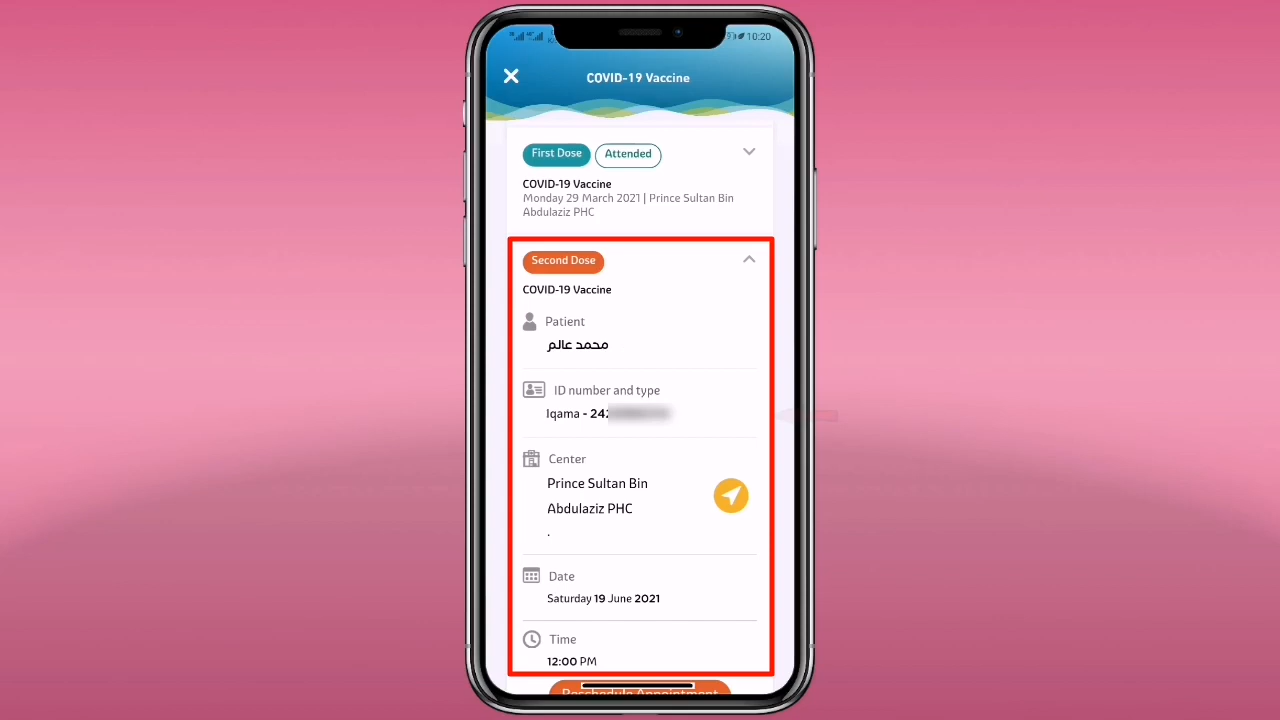 10:20
COVID-19 Vaccine
First Dose
Attended
COVID-19 Vaccine
Monday 29 March 2021 | Prince Sultan Bin
Abdulaziz PHC
Second Dose
COVID-19 Vaccine
Patient
محمد عالم
ID number and type
Iqama - 242
Center
Prince Sultan Bin
Abdulaziz PHC
.
Date
Saturday 19 June 2021
Time
12:00 PM
Reschedule Appointment